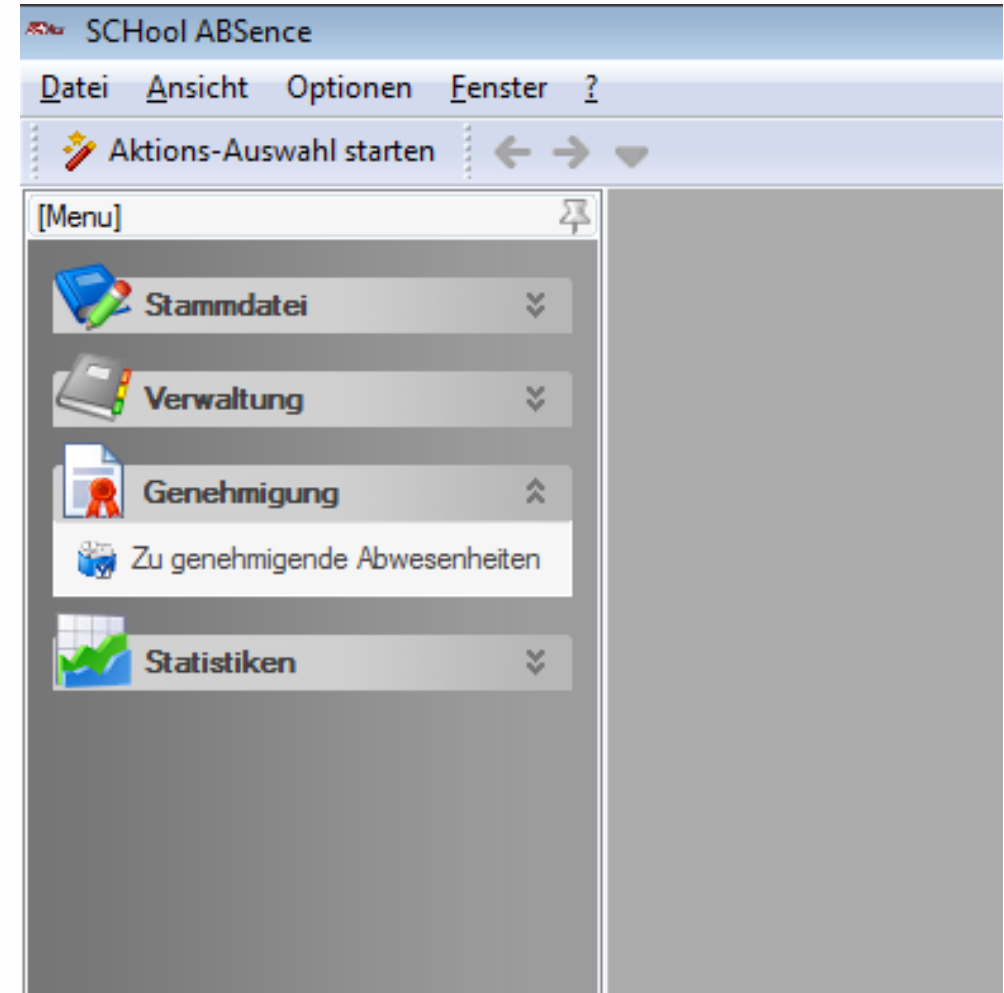 SCHool ABSence
Datei Ansicht Optionen Fenster ?
Aktions-Auswahl starten
[Menu]
Stammdatei
Verwaltung
Genehmigung
Zu genehmigende Abwesenheiten
Statistiken